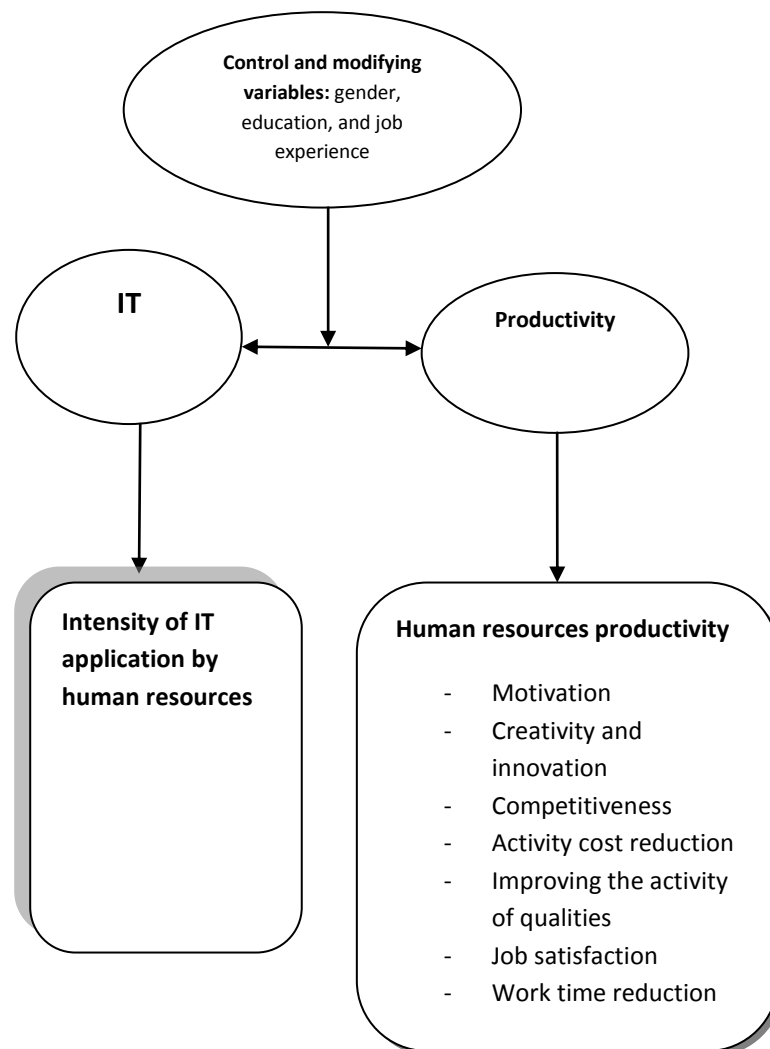 Control and modifying
variables: gender,
education, and job
experience
IT
Productivity
Intensity of IT
application by
human resources
Human resources productivity
- Motivation
- Creativity and
innovation
- Competitiveness
- Activity cost reduction
- Improving the activity
of qualities
- Job satisfaction
- Work time reduction